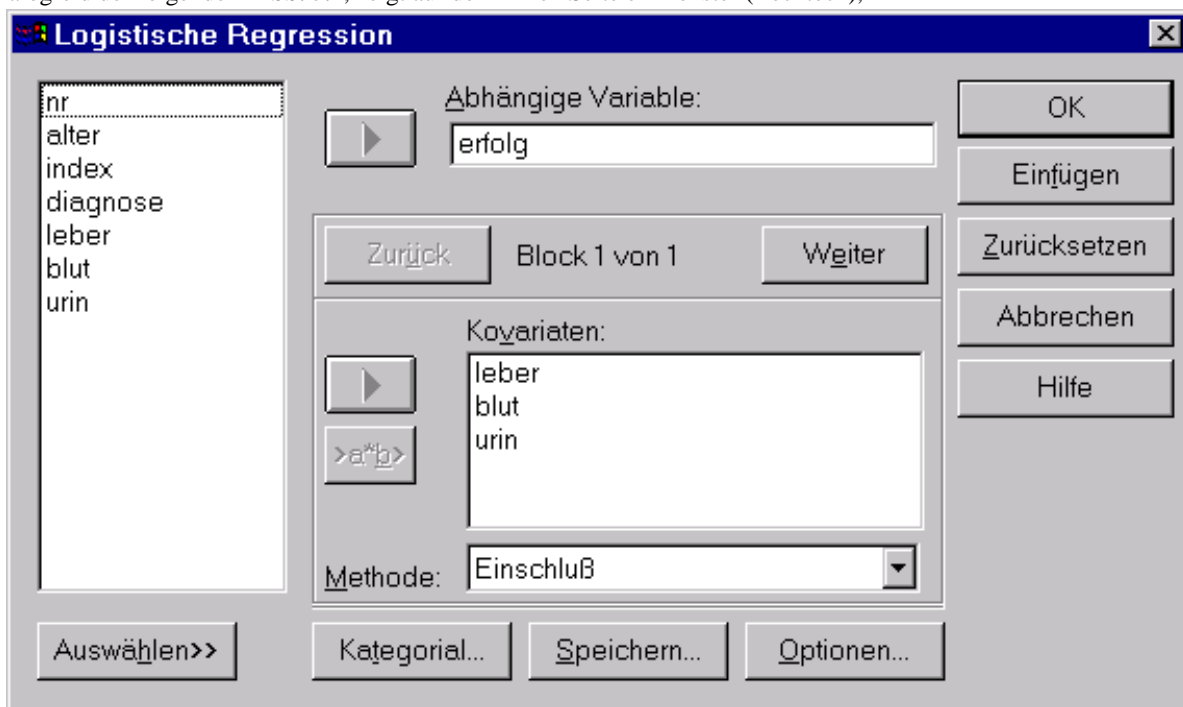 Logistische Regression
nr
alter
index
diagnose
leber
blut
urin
Abhängige Variable:
erfolg
Zurück
Block 1 von 1
Weiter
Kovariaten:
leber
blut
urin
>a*b>
Methode:
Einschluß
OK
Einfügen
Zurücksetzen
Abbrechen
Hilfe
Auswählen>>
Kategorial...
Speichern...
Optionen...